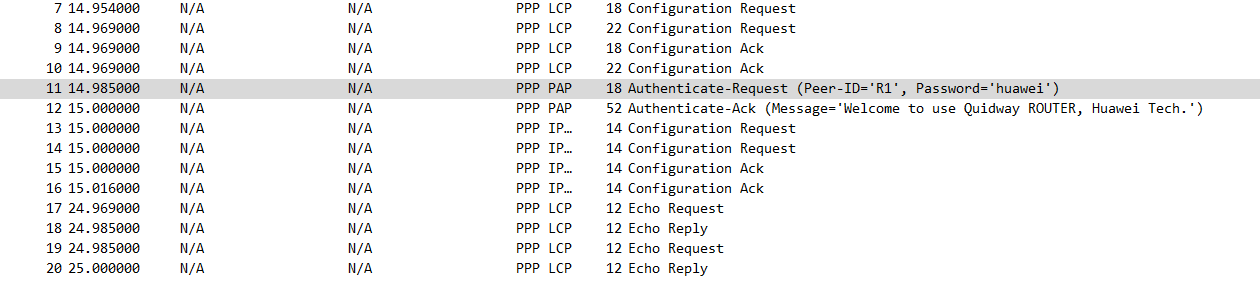 7 14.954000 N/A N/A PPP LCP 18 Configuration Request
8 14.969000 N/A N/A PPP LCP 22 Configuration Request
9 14.969000 N/A N/A PPP LCP 18 Configuration Ack
10 14.969000 N/A N/A PPP LCP 22 Configuration Ack
11 14.985000 N/A N/A PPP PAP 18 Authenticate-Request (Peer-ID='R1', Password='huawei')
12 15.000000 N/A N/A PPP PAP 52 Authenticate-Ack (Message='Welcome to use Quidway ROUTER, Huawei Tech.')
13 15.000000 N/A N/A PPP IP… 14 Configuration Request
14 15.000000 N/A N/A PPP IP… 14 Configuration Request
15 15.000000 N/A N/A PPP IP… 14 Configuration Ack
16 15.016000 N/A N/A PPP IP… 14 Configuration Ack
17 24.969000 N/A N/A PPP LCP 12 Echo Request
18 24.985000 N/A N/A PPP LCP 12 Echo Reply
19 24.985000 N/A N/A PPP LCP 12 Echo Request
20 25.000000 N/A N/A PPP LCP 12 Echo Reply